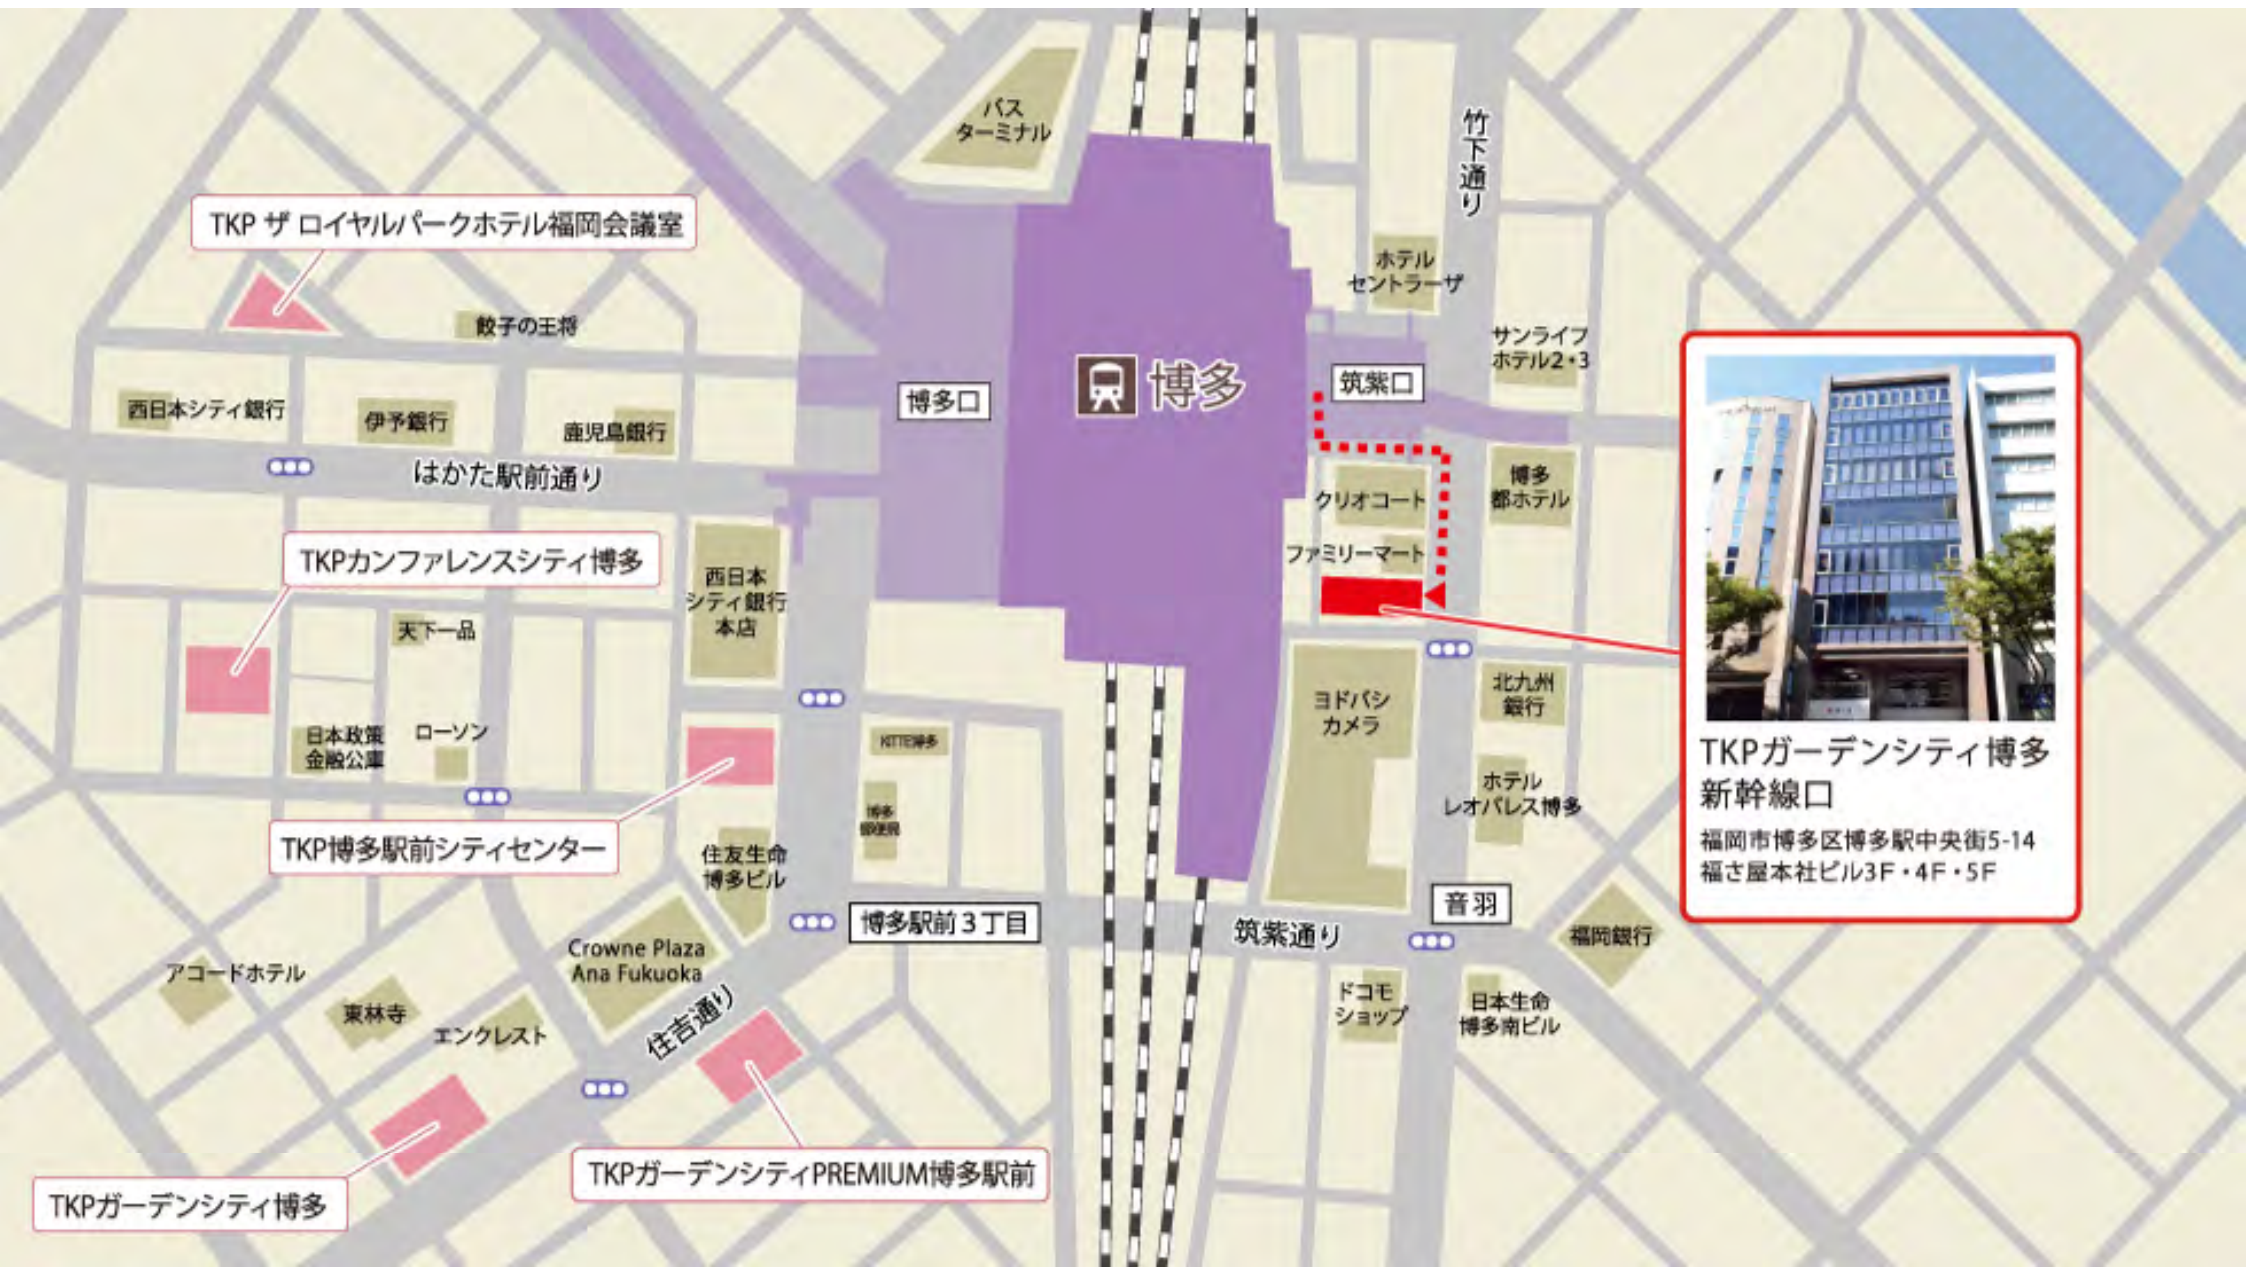 バス
ターミナル
竹下通り
TKP ザ ロイヤルパークホテル福岡会議室
ホテル
セントラーザ
餃子の王将
サンライフ
ホテル2・3
博多
筑紫口
博多口
西日本シティ銀行
伊予銀行
鹿児島銀行
はかた駅前通り
クリオコート
博多
都ホテル
ファミリーマート
TKPカンファレンスシティ博多
西日本
シティ銀行
本店
天下一品
ヨドバシ
カメラ
北九州
銀行
日本政策
金融公庫
ローソン
KITTE博多
TKPガーデンシティ博多
新幹線口
福岡市博多区博多駅中央街5-14
福さ屋本社ビル3F・4F・5F
ホテル
レオパレス博多
博多
郵便局
TKP博多駅前シティセンター
住友生命
博多ビル
音羽
博多駅前3丁目
筑紫通り
福岡銀行
Crowne Plaza
Ana Fukuoka
アコードホテル
東林寺
エンクレスト
住吉通り
ドコモ
ショップ
日本生命
博多南ビル
TKPガーデンシティPREMIUM博多駅前
TKPガーデンシティ博多